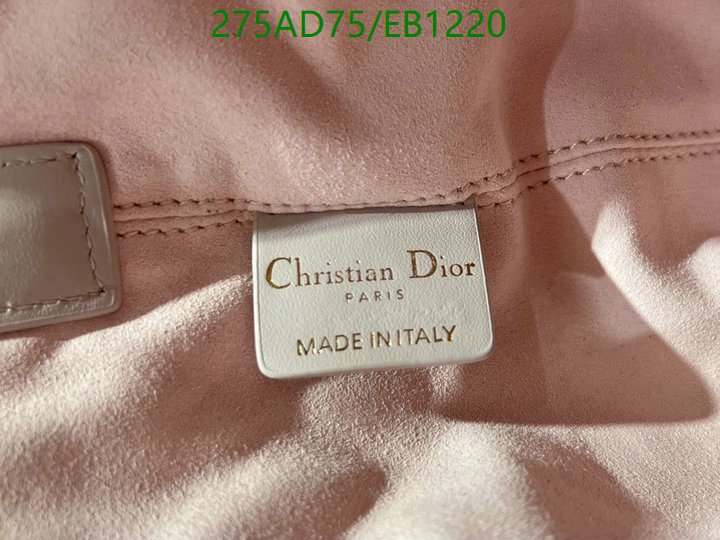 275AD75/EB1220
Christian Dior
PARIS
MADE IN ITALY